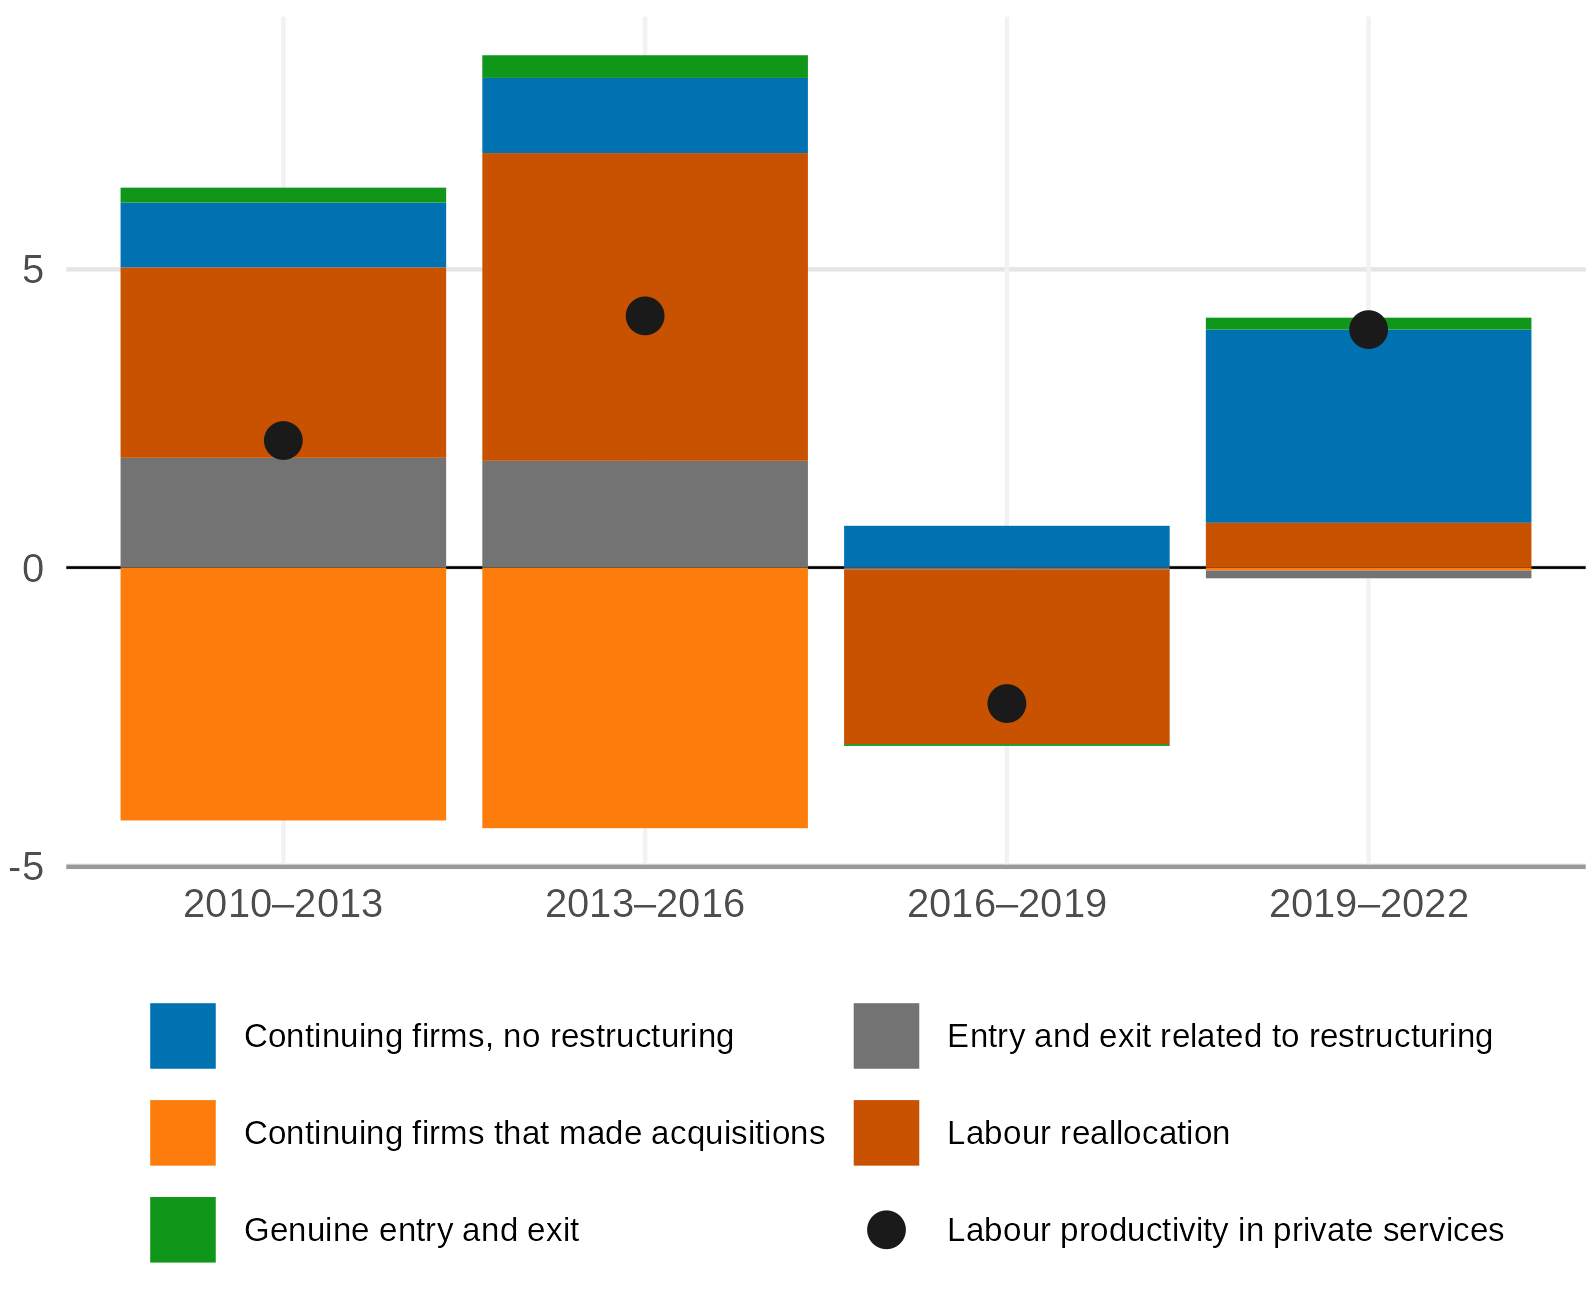 5
0
-5
2010–2013 2013–2016 2016–2019 2019–2022
Continuing firms, no restructuring
Entry and exit related to restructuring
Continuing firms that made acquisitions
Labour reallocation
Genuine entry and exit
Labour productivity in private services